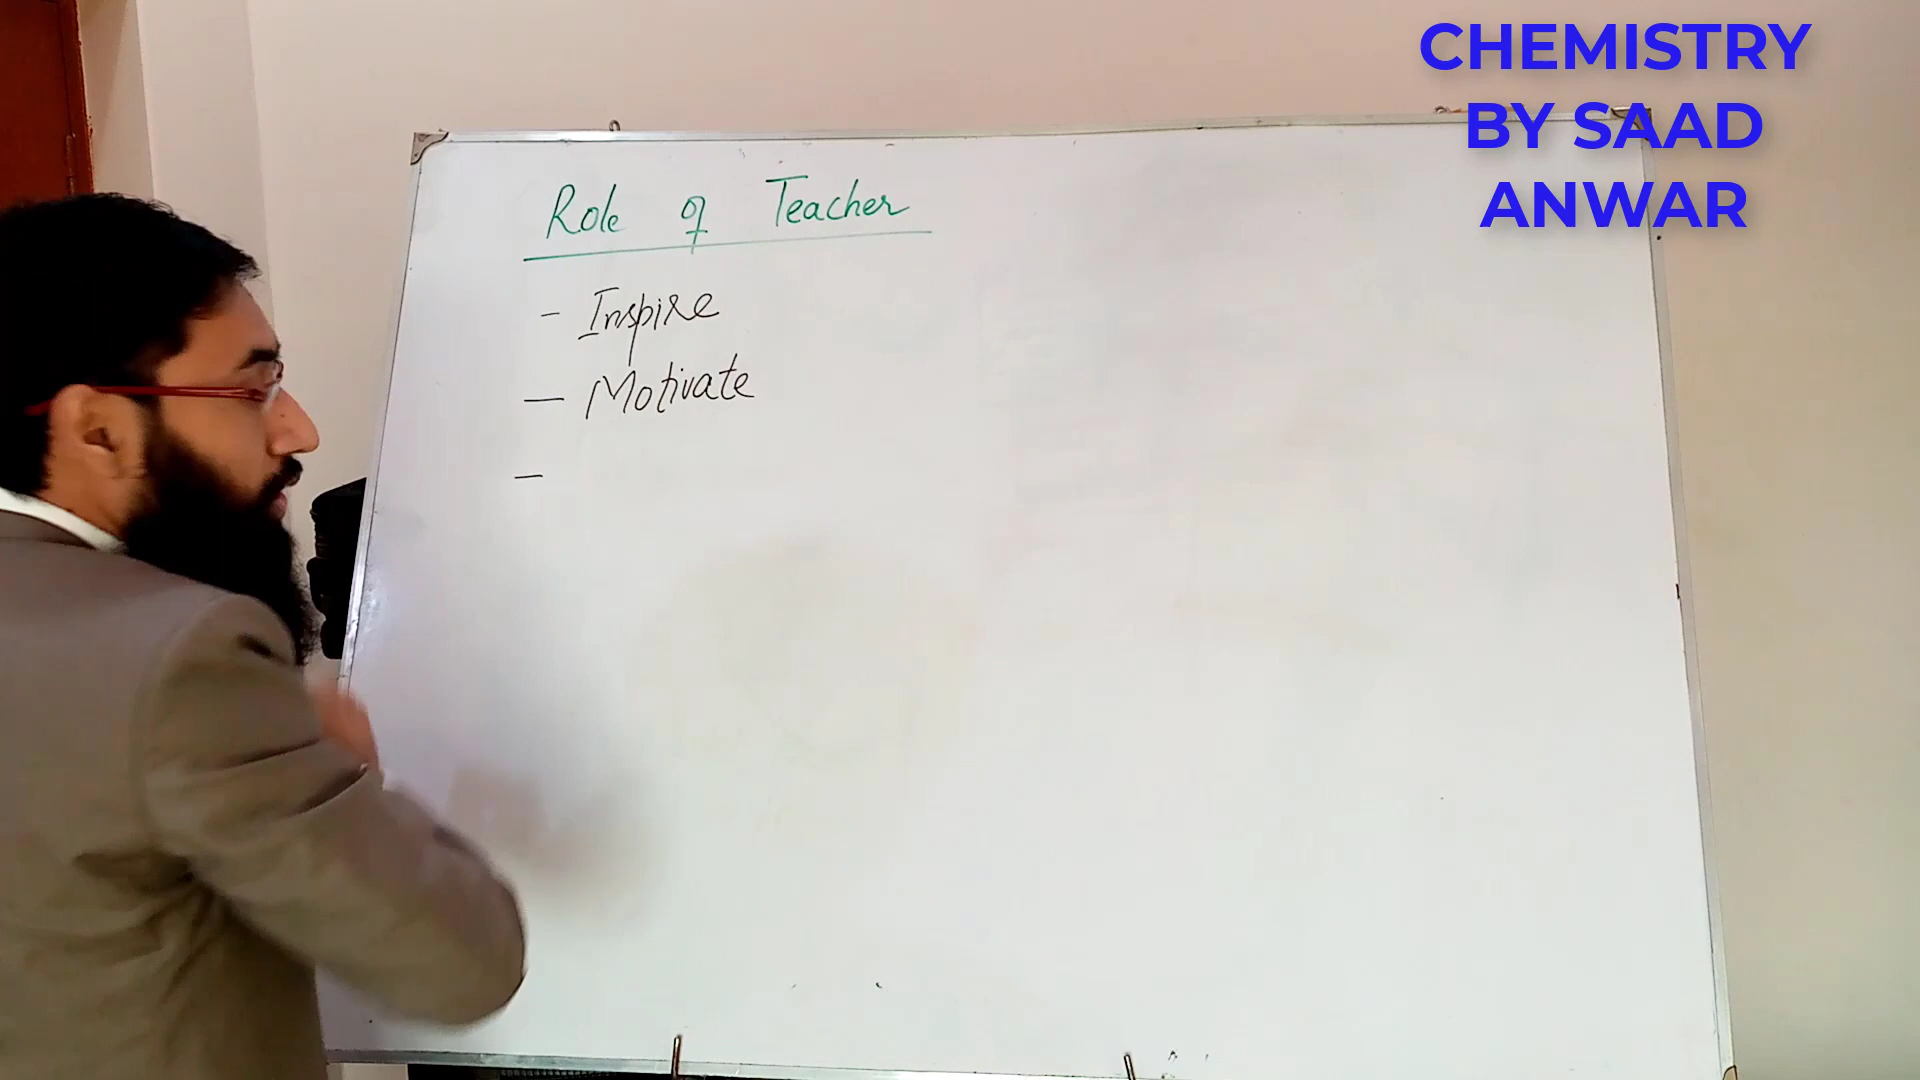 CHEMISTRY
BY SAAD
ANWAR
Role of Teacher
- Inspire
- Motivate
-